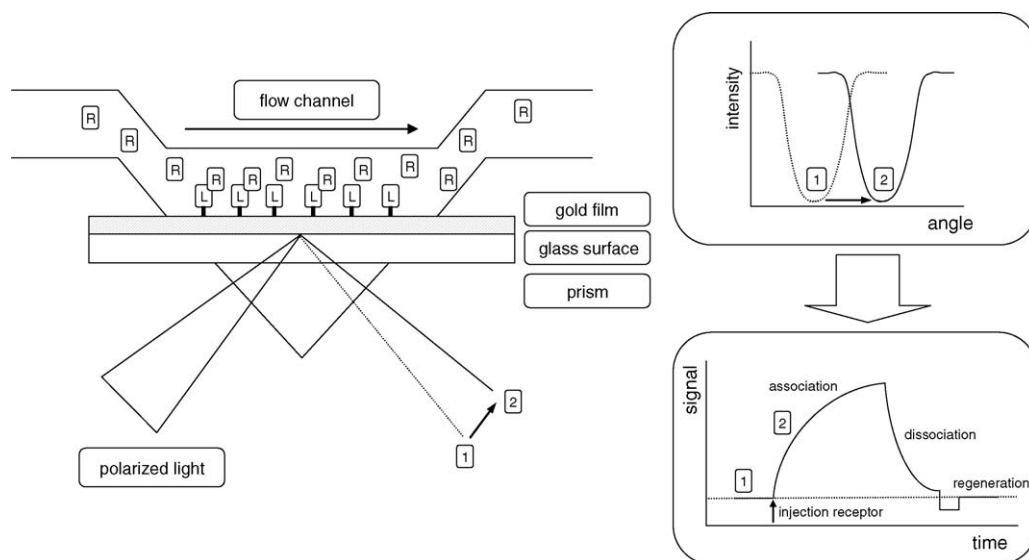 flow channel
R
R
R
R
R
R
R
R
R
R
R
R
R
L
L
L
L
L
L
gold film
glass surface
prism
polarized light
1
2
intensity
1
2
angle
signal
association
2
dissociation
1
regeneration
injection receptor
time